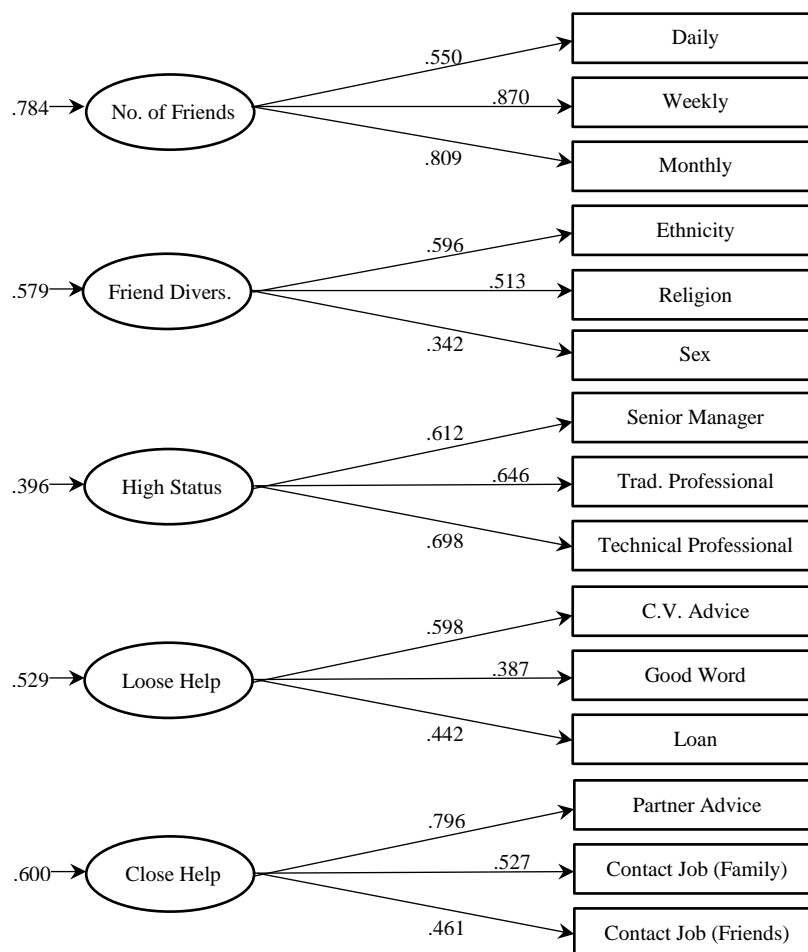 Daily
.550
.784
No. of Friends
.870
Weekly
.809
Monthly
Ethnicity
.596
.579
Friend Divers.
.513
Religion
.342
Sex
Senior Manager
.612
.396
High Status
.646
Trad. Professional
.698
Technical Professional
C.V. Advice
.598
.529
Loose Help
.387
Good Word
.442
Loan
Partner Advice
.796
.600
Close Help
.527
Contact Job (Family)
.461
Contact Job (Friends)